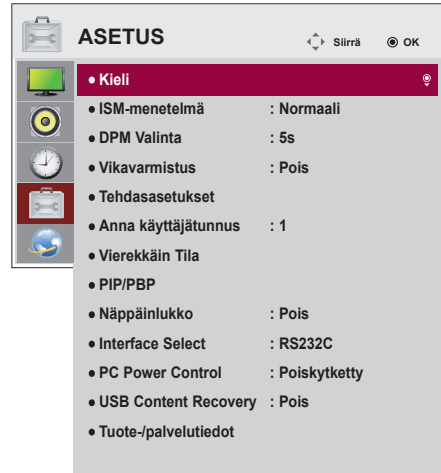 ASETUS Siirrä OK
• Kieli
• ISM-menetelmä : Normaali
• DPM Valinta : 5s
• Vikavarmistus : Pois
• Tehdasasetukset
• Anna käyttäjätunnus : 1
• Vierekkäin Tila
• PIP/PBP
• Näppäinlukko : Pois
• Interface Select : RS232C
• PC Power Control : Poiskytketty
• USB Content Recovery : Pois
• Tuote-/palvelutiedot